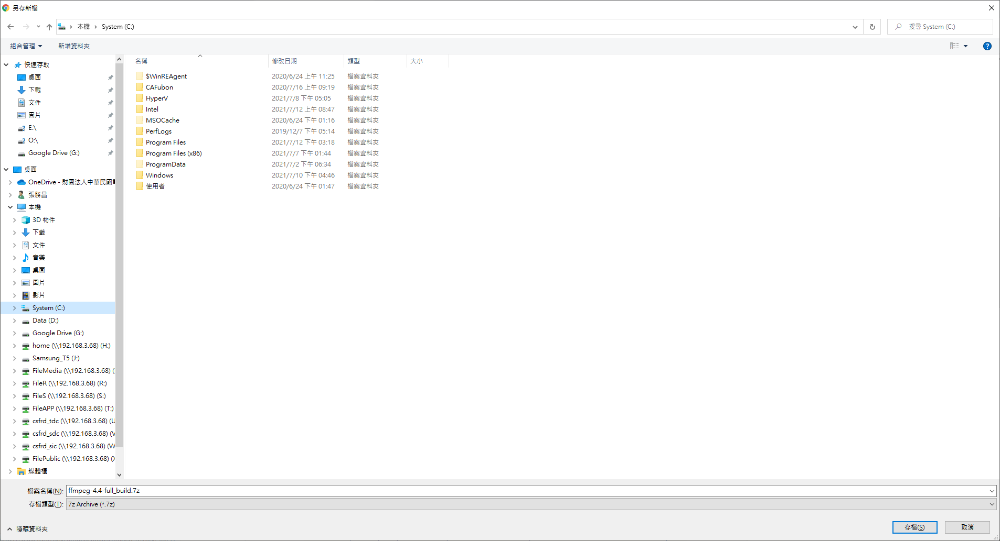 另存新檔
本機 System (C:)
搜尋 System (C:)
組合管理 新增資料夾
快速存取
桌面
下載
文件
圖片
E:\
O:\
Google Drive (G:)
桌面
OneDrive - 財團法人中華民國
張勝昌
本機
3D 物件
下載
文件
音樂
桌面
圖片
影片
System (C:)
Data (D:)
Google Drive (G:)
home (\\192.168.3.68) (H:)
Samsung_T5 (J:)
FileMedia (\\192.168.3.68) (
FileR (\\192.168.3.68) (R:)
FileS (\\192.168.3.68) (S:)
FileAPP (\\192.168.3.68) (T:)
csfrd_tdc (\\192.168.3.68) (U
csfrd_sdc (\\192.168.3.68) (V
csfrd_sic (\\192.168.3.68) (W
FilePublic (\\192.168.3.68) (X
媒體櫃
名稱 修改日期 類型 大小
$WinREAgent 2020/6/24 上午 11:25 檔案資料夾
CAFubon 2020/7/16 上午 09:19 檔案資料夾
HyperV 2021/7/8 下午 05:05 檔案資料夾
Intel 2021/7/12 上午 08:47 檔案資料夾
MSOCache 2020/6/24 下午 01:16 檔案資料夾
PerfLogs 2019/12/7 下午 05:14 檔案資料夾
Program Files 2021/7/12 下午 03:18 檔案資料夾
Program Files (x86) 2021/7/7 下午 01:44 檔案資料夾
ProgramData 2021/7/2 下午 06:34 檔案資料夾
Windows 2021/7/10 下午 04:46 檔案資料夾
使用者 2020/6/24 下午 01:47 檔案資料夾
檔案名稱(N): ffmpeg-4.4-full_build.7z
存檔類型(T): 7z Archive (*.7z)
隱藏資料夾
存檔(S) 取消